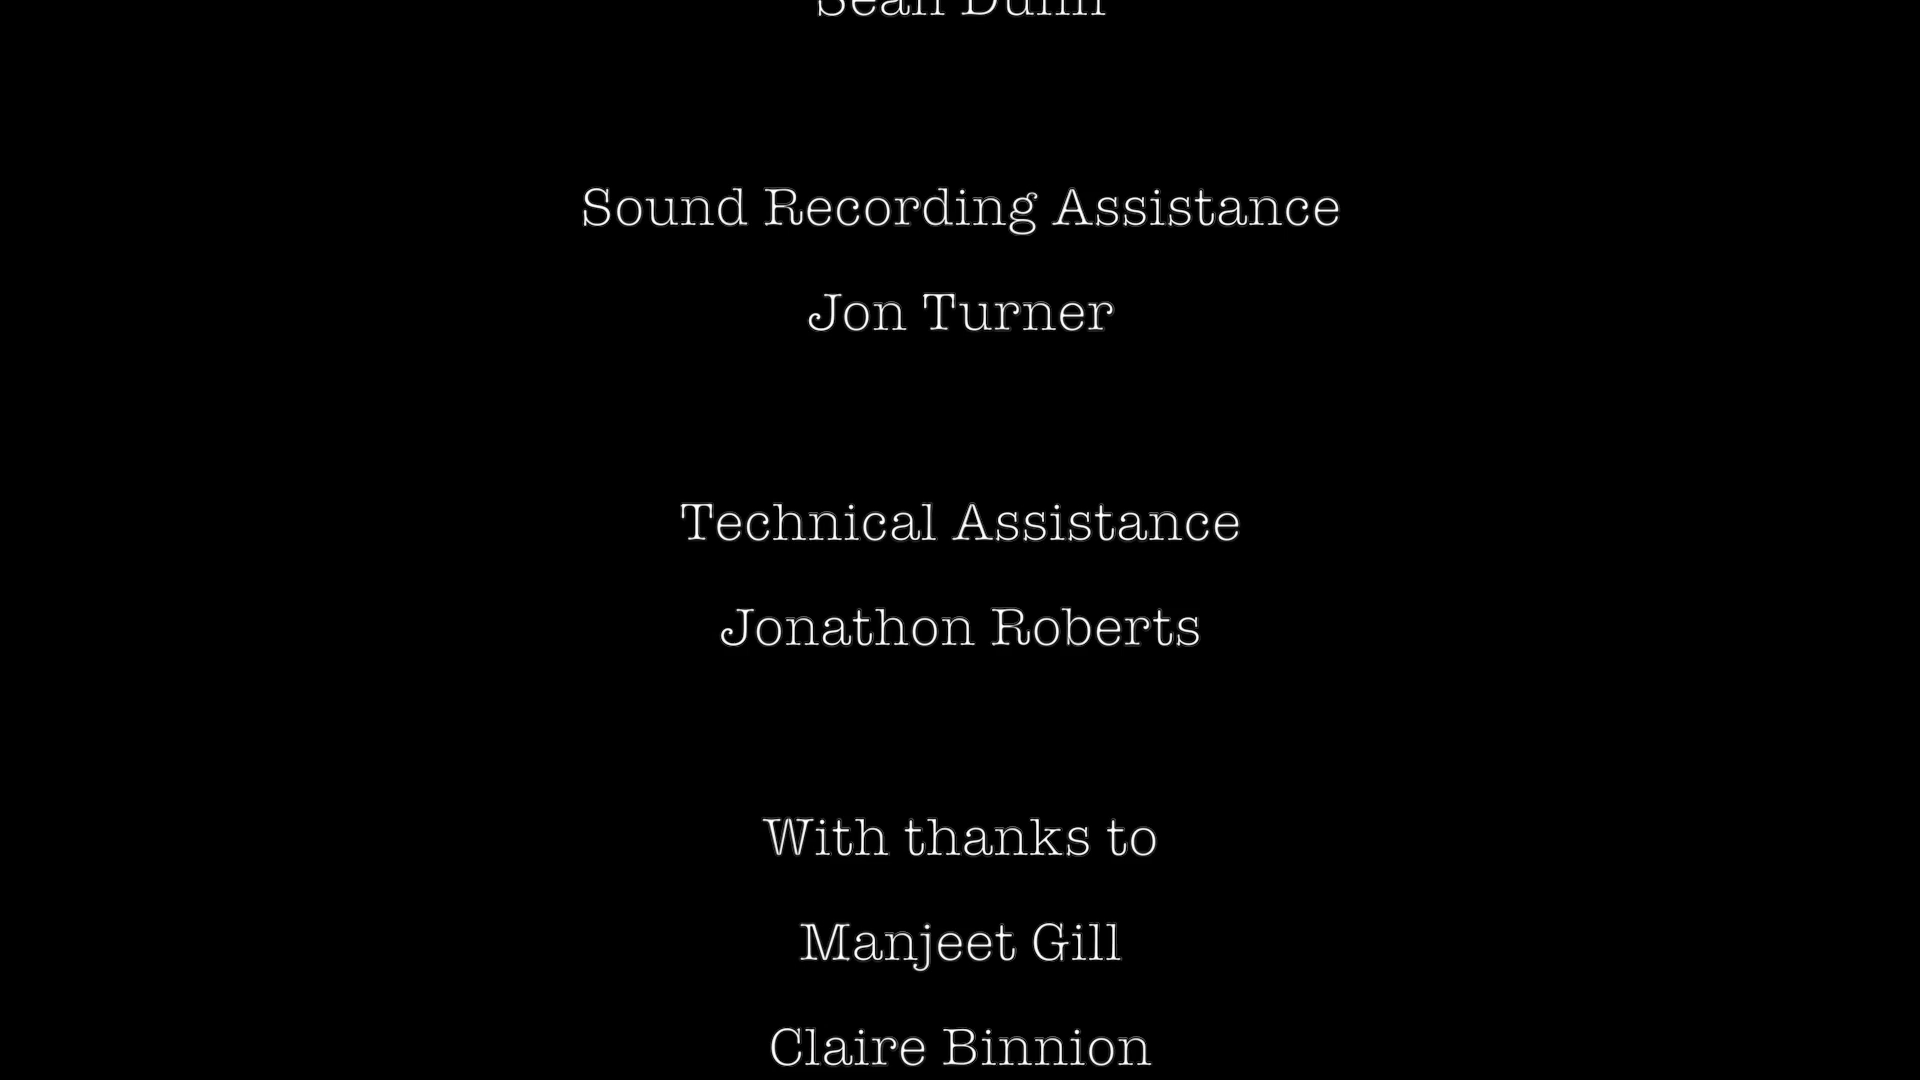 Sean Dunn
Sound Recording Assistance
Jon Turner
Technical Assistance
Jonathon Roberts
With thanks to
Manjeet Gill
Claire Binnion